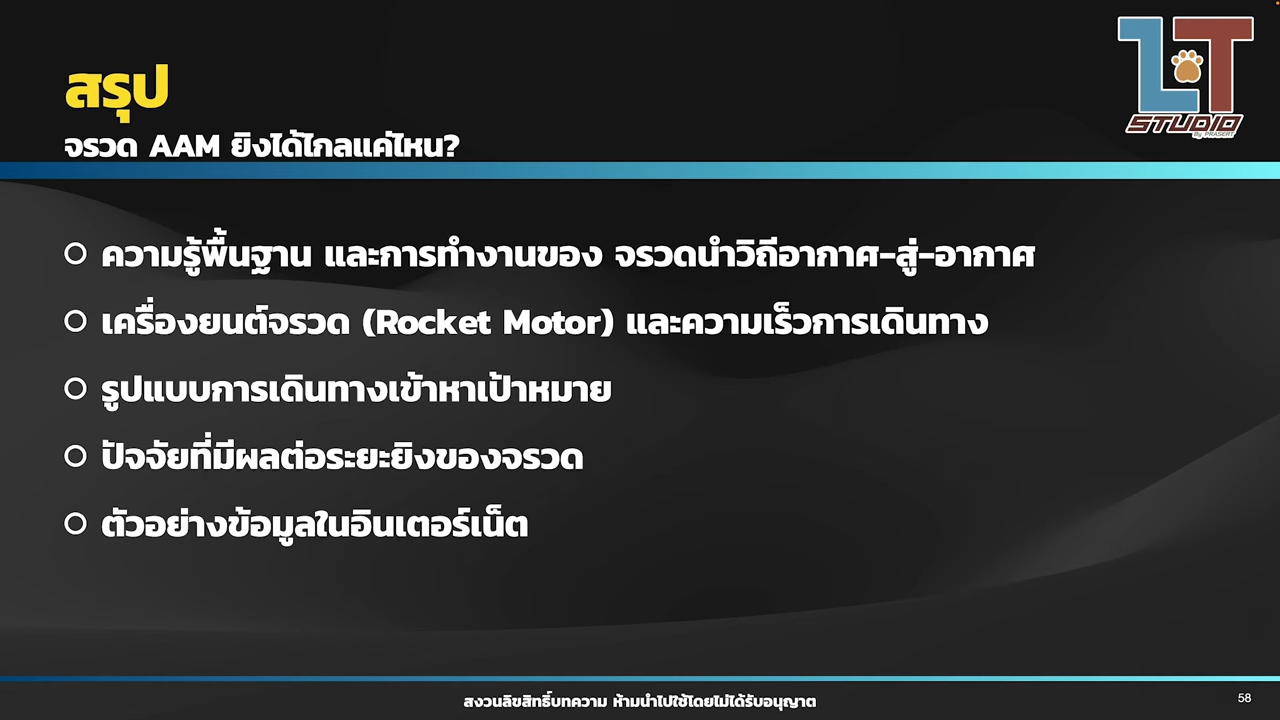 LT
STUDIO
By PRASERT
สรุป
จรวด AAM ยิงได้ไกลแค่ไหน?
ความรู้พื้นฐาน และการทำงานของ จรวดนำวิถีอากาศ-สู่-อากาศ
เครื่องยนต์จรวด (Rocket Motor) และความเร็วการเดินทาง
รูปแบบการเดินทางเข้าหาเป้าหมาย
ปัจจัยที่มีผลต่อระยะยิงของจรวด
ตัวอย่างข้อมูลในอินเตอร์เน็ต
สงวนลิขสิทธิ์บทความ ห้ามนำไปใช้โดยไม่ได้รับอนุญาต
58